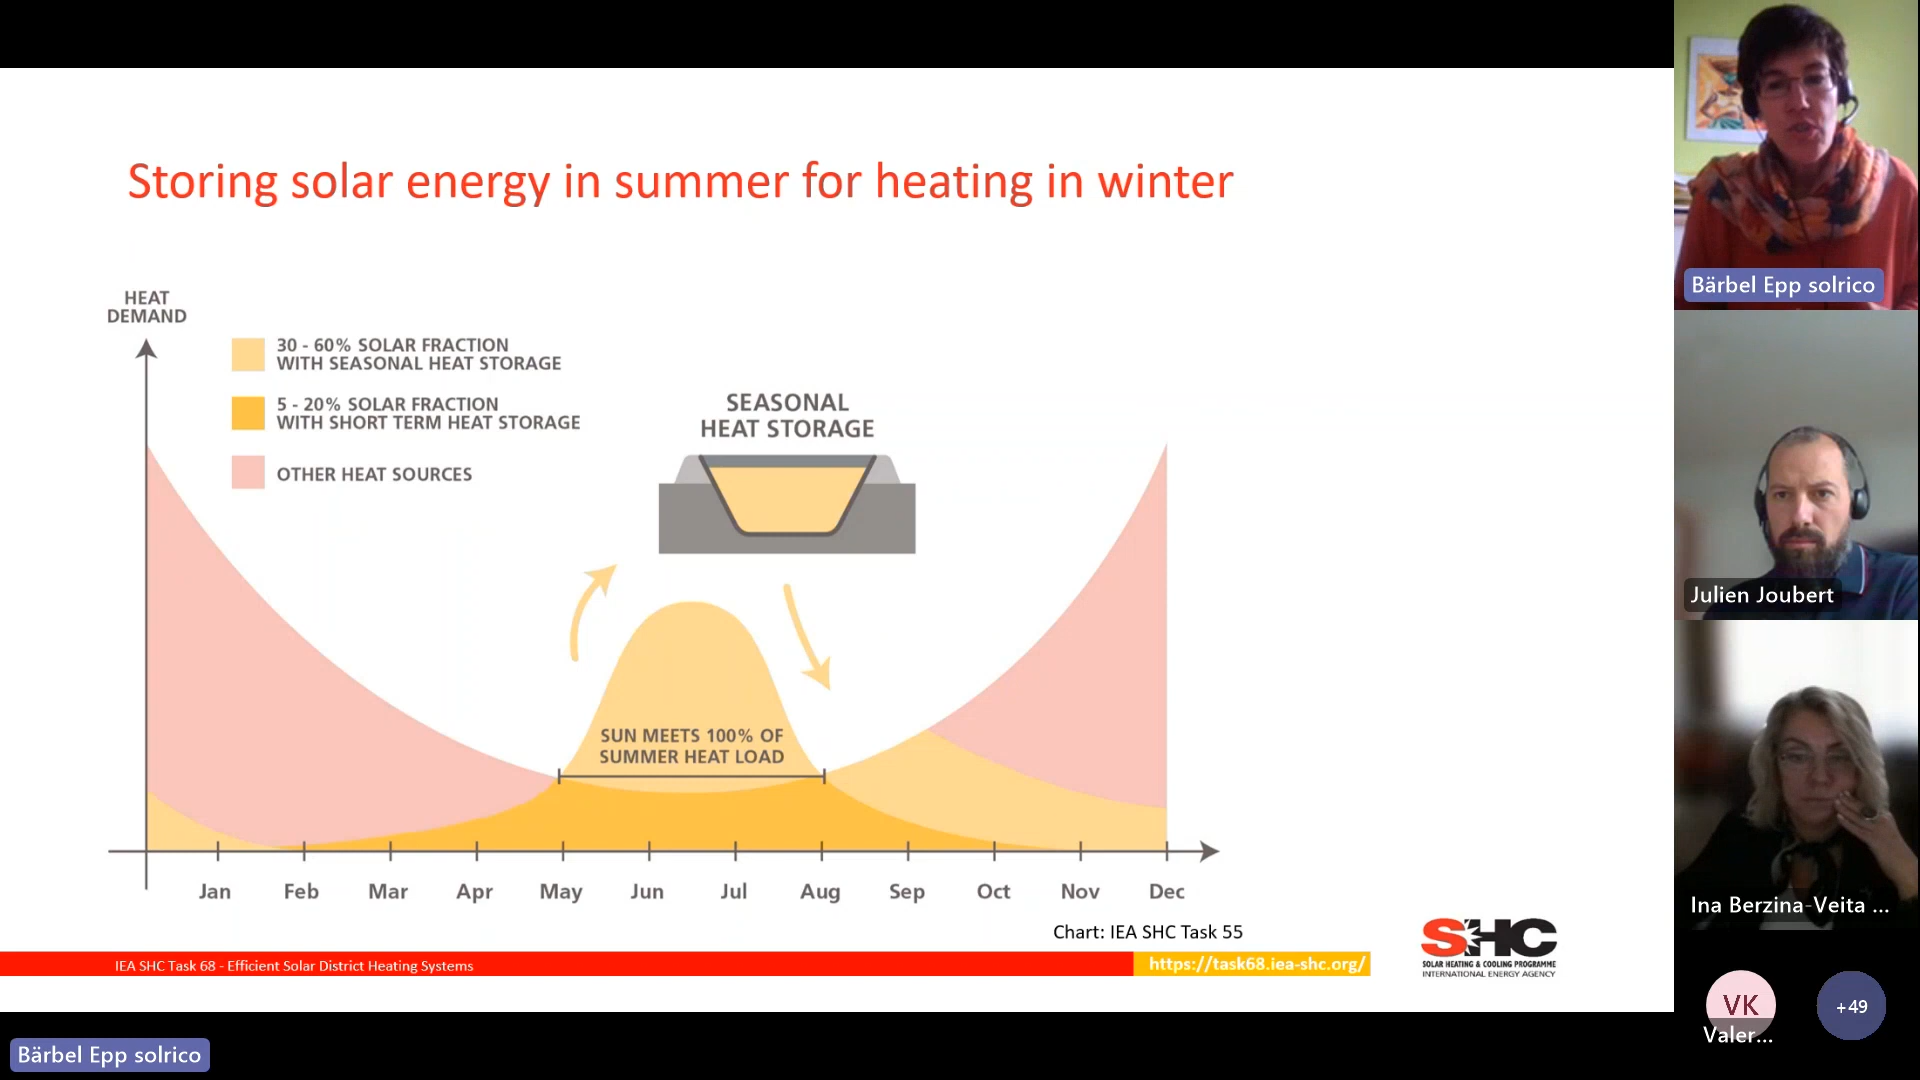 Storing solar energy in summer for heating in winter
HEAT
DEMAND
30 - 60% SOLAR FRACTION
WITH SEASONAL HEAT STORAGE
5 - 20% SOLAR FRACTION
WITH SHORT TERM HEAT STORAGE
OTHER HEAT SOURCES
SEASONAL
HEAT STORAGE
SUN MEETS 100% OF
SUMMER HEAT LOAD
Jan Feb Mar Apr May Jun Jul Aug Sep Oct Nov Dec
Chart: IEA SHC Task 55
IEA SHC Task 68 - Efficient Solar District Heating Systems
https://task68.iea-shc.org/
SHC
SOLAR HEATING & COOLING PROGRAMME
INTERNATIONAL ENERGY AGENCY
Bärbel Epp solrico
Bärbel Epp solrico
Julien Joubert
Ina Berzina-Veita ...
VK
Valer...
+49